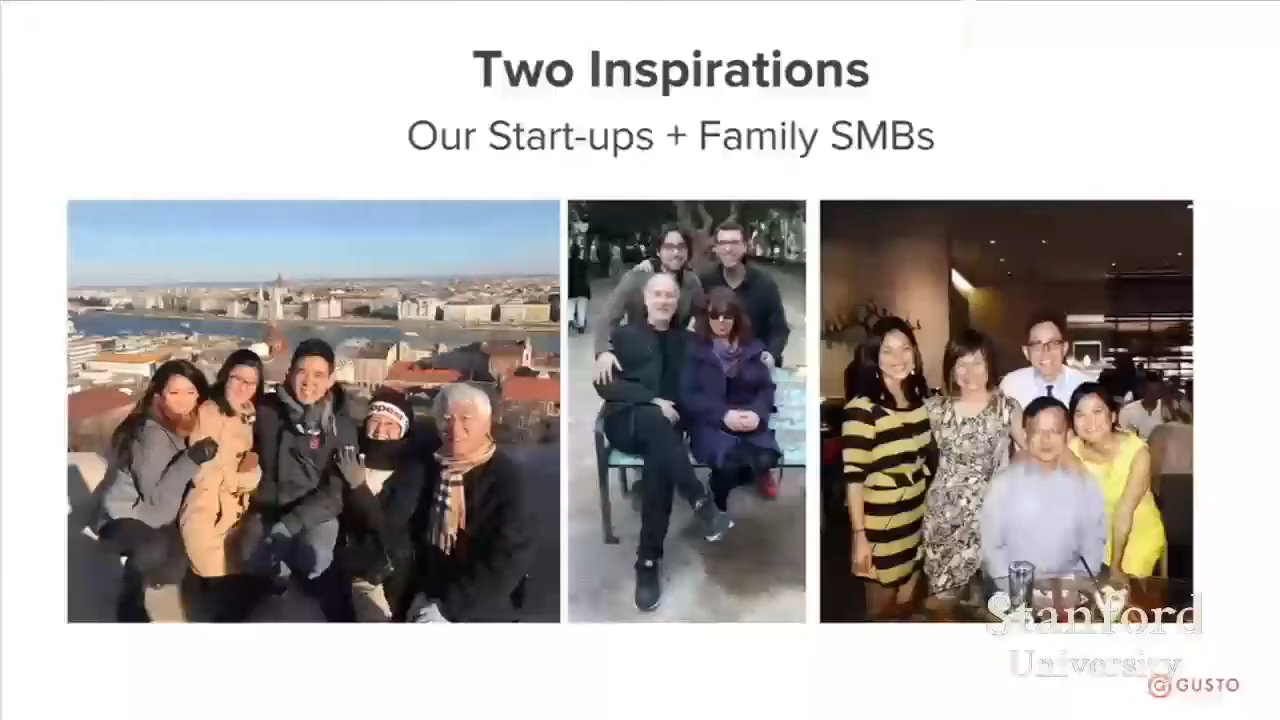 Two Inspirations
Our Start-ups + Family SMBs
Stanford
University
GUSTO